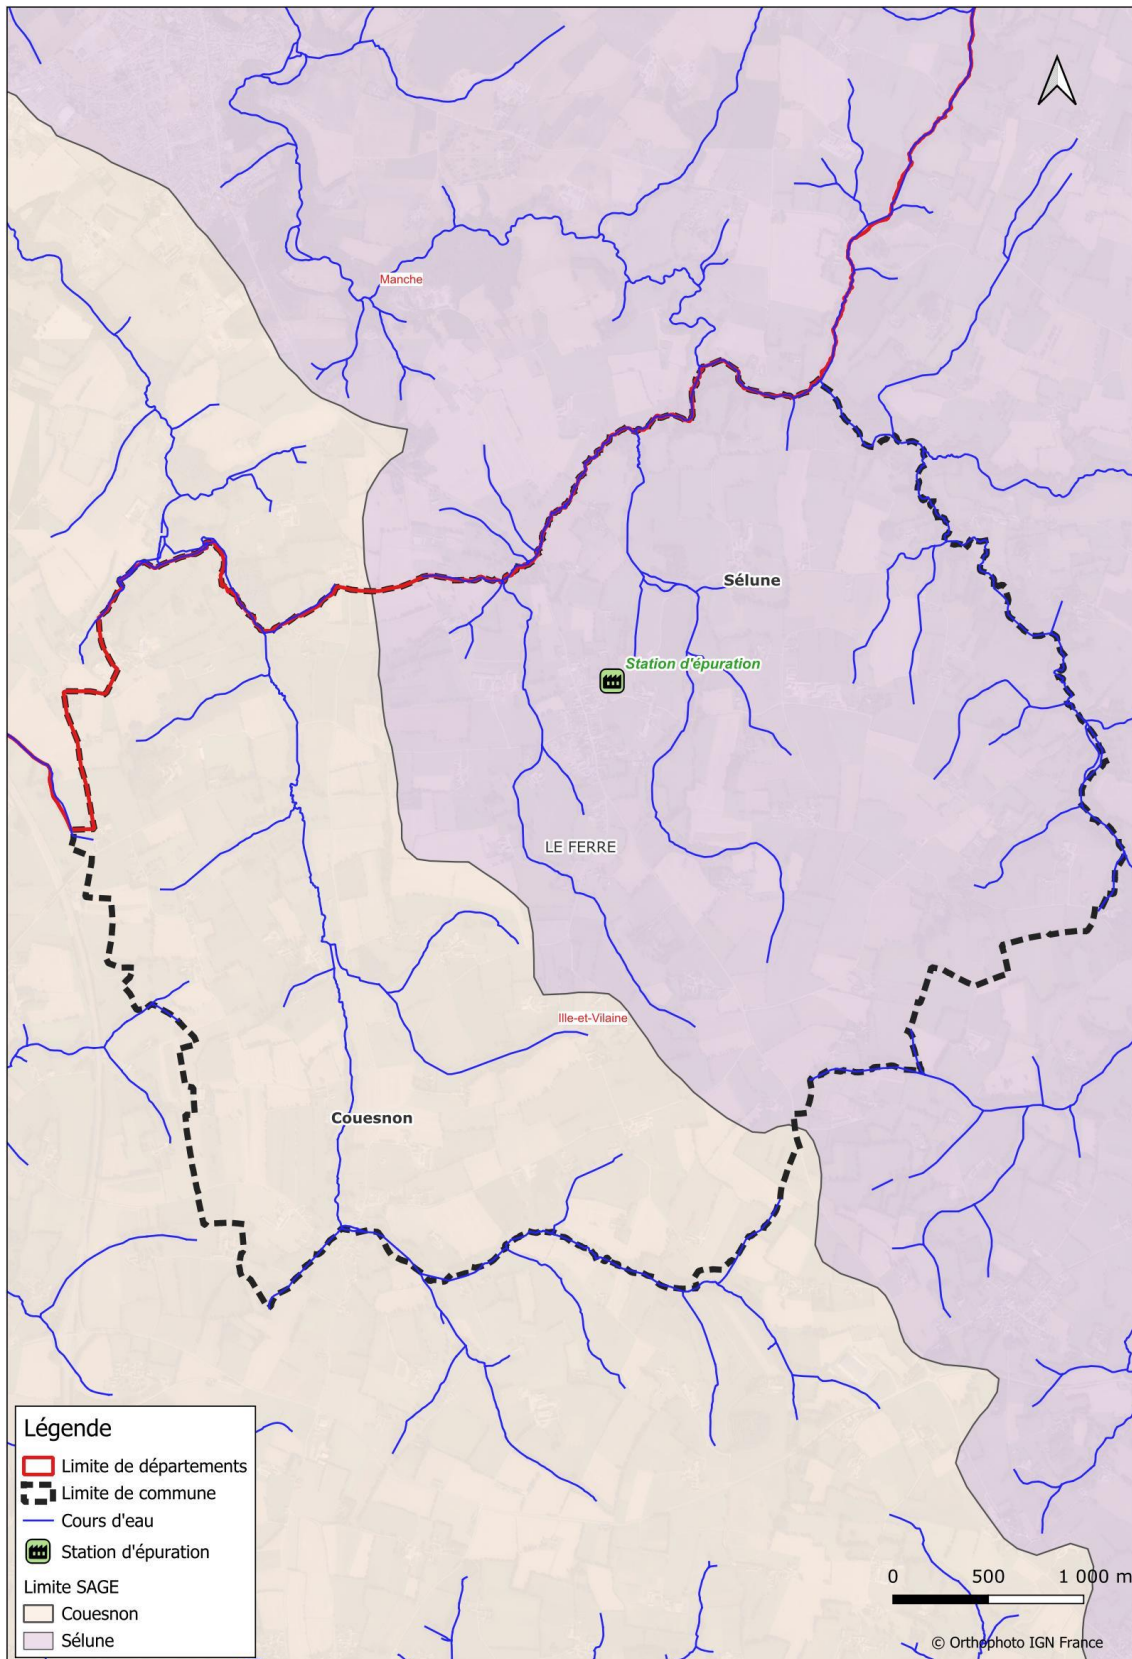 Manche
Sélune
Station d'épuration
LE FERRE
Ille-et-Vilaine
Couesnon
Légende
Limite de départements
Limite de commune
Cours d'eau
Station d'épuration
Limite SAGE
Couesnon
Sélune
0 500 1 000 m
© Orthophoto IGN France